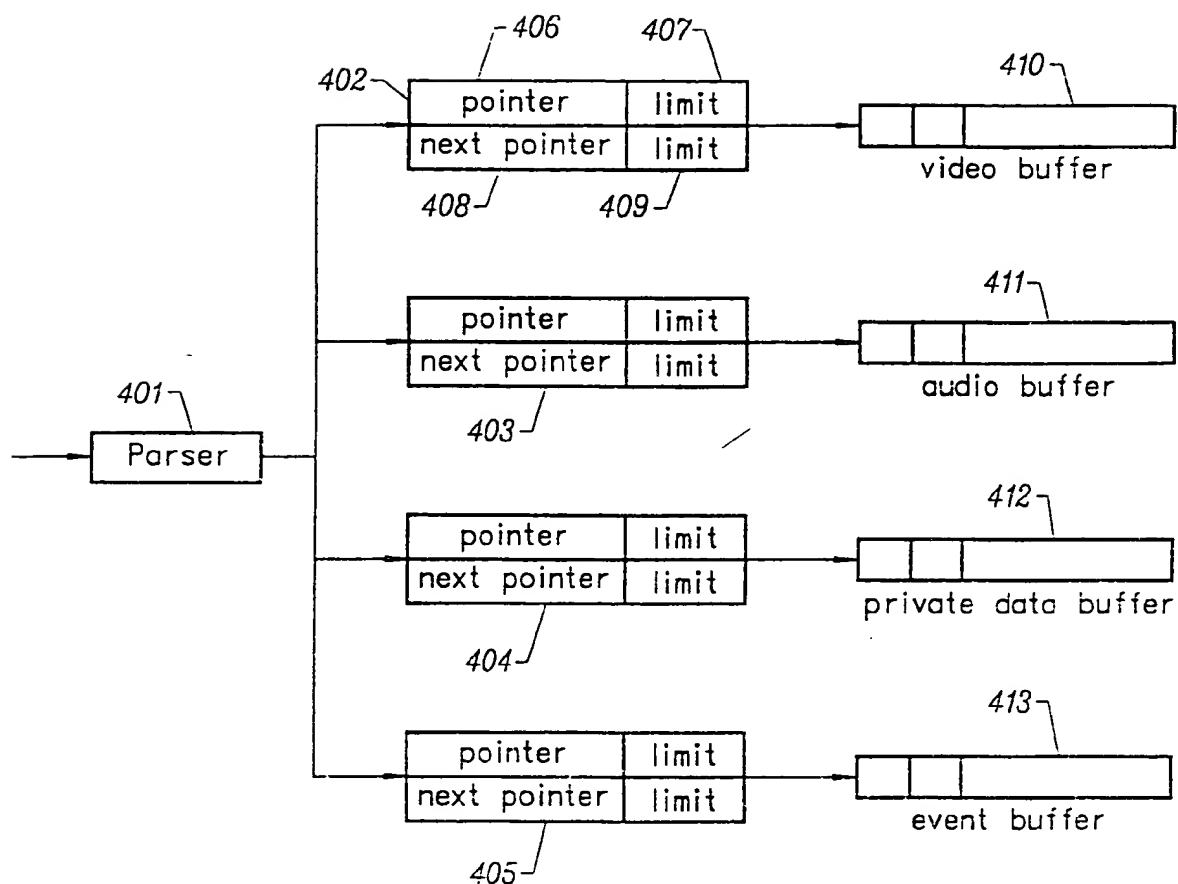 406
407
402
410
pointer limit
next pointer limit
video buffer
408
409
411
pointer limit
next pointer limit
audio buffer
401
403
Parser
412
pointer limit
next pointer limit
private data buffer
404
413
pointer limit
next pointer limit
event buffer
405